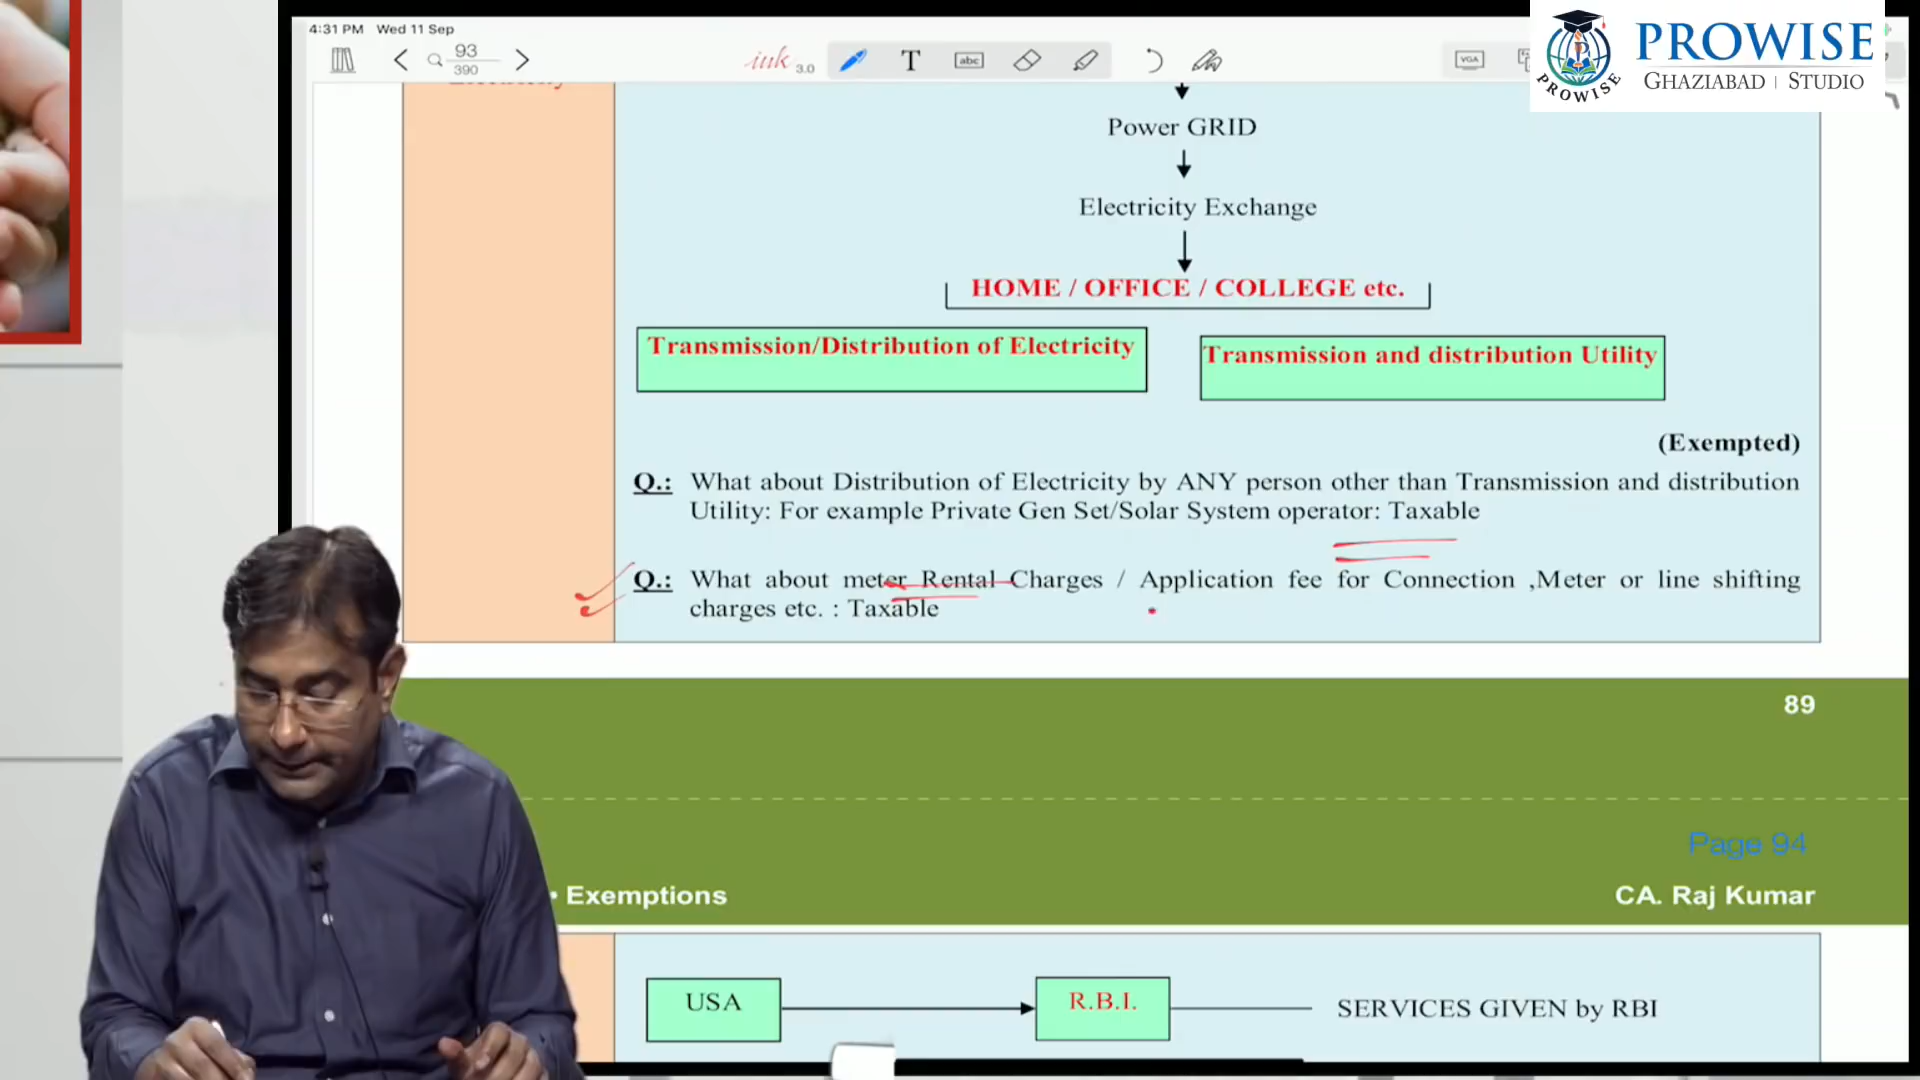 4:31 PM Wed 11 Sep
93
390
ink 3.0
T
abc
VGA
PROWISE
PROWISE
GHAZIABAD | STUDIO
Power GRID
Electricity Exchange
HOME / OFFICE / COLLEGE etc.
Transmission/Distribution of Electricity
Transmission and distribution Utility
(Exempted)
Q.: What about Distribution of Electricity by ANY person other than Transmission and distribution
Utility: For example Private Gen Set/Solar System operator: Taxable
Q.: What about meter Rental Charges / Application fee for Connection ,Meter or line shifting
charges etc. : Taxable
89
Page 94
• Exemptions
CA. Raj Kumar
USA
R.B.I.
SERVICES GIVEN by RBI